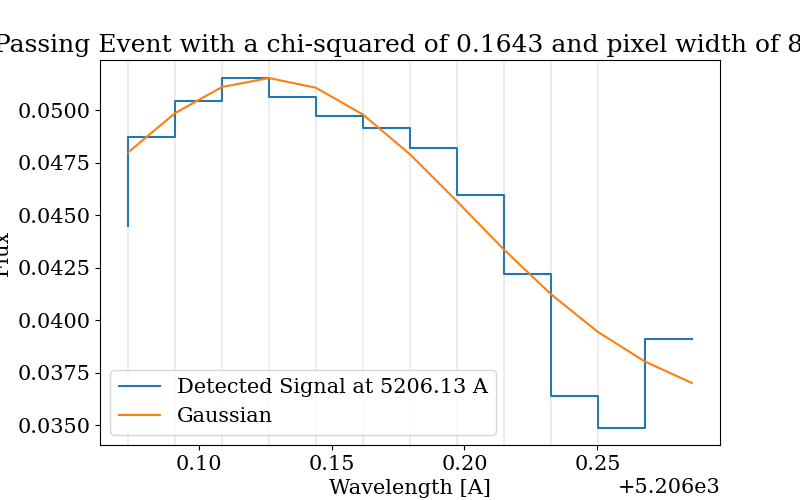 Passing Event with a chi-squared of 0.1643 and pixel width of 8
Flux
0.0500
0.0475
0.0450
0.0425
0.0400
0.0375
0.0350
Detected Signal at 5206.13 A
Gaussian
0.10 0.15 0.20 0.25
Wavelength [A]
+5.206e3